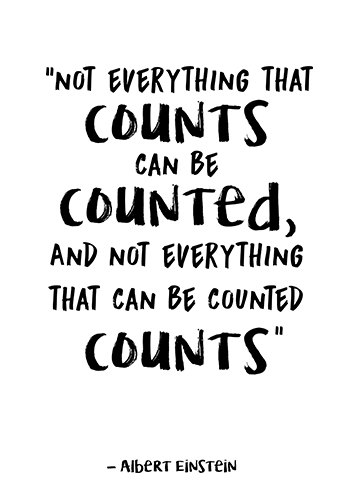 "NOT EVERYTHING THAT
COUNTS
CAN BE
COUNTEd,
AND NOT EVERYTHING
THAT CAN BE COUNTED
COUNTS"
– ALBERT EINSTEIN